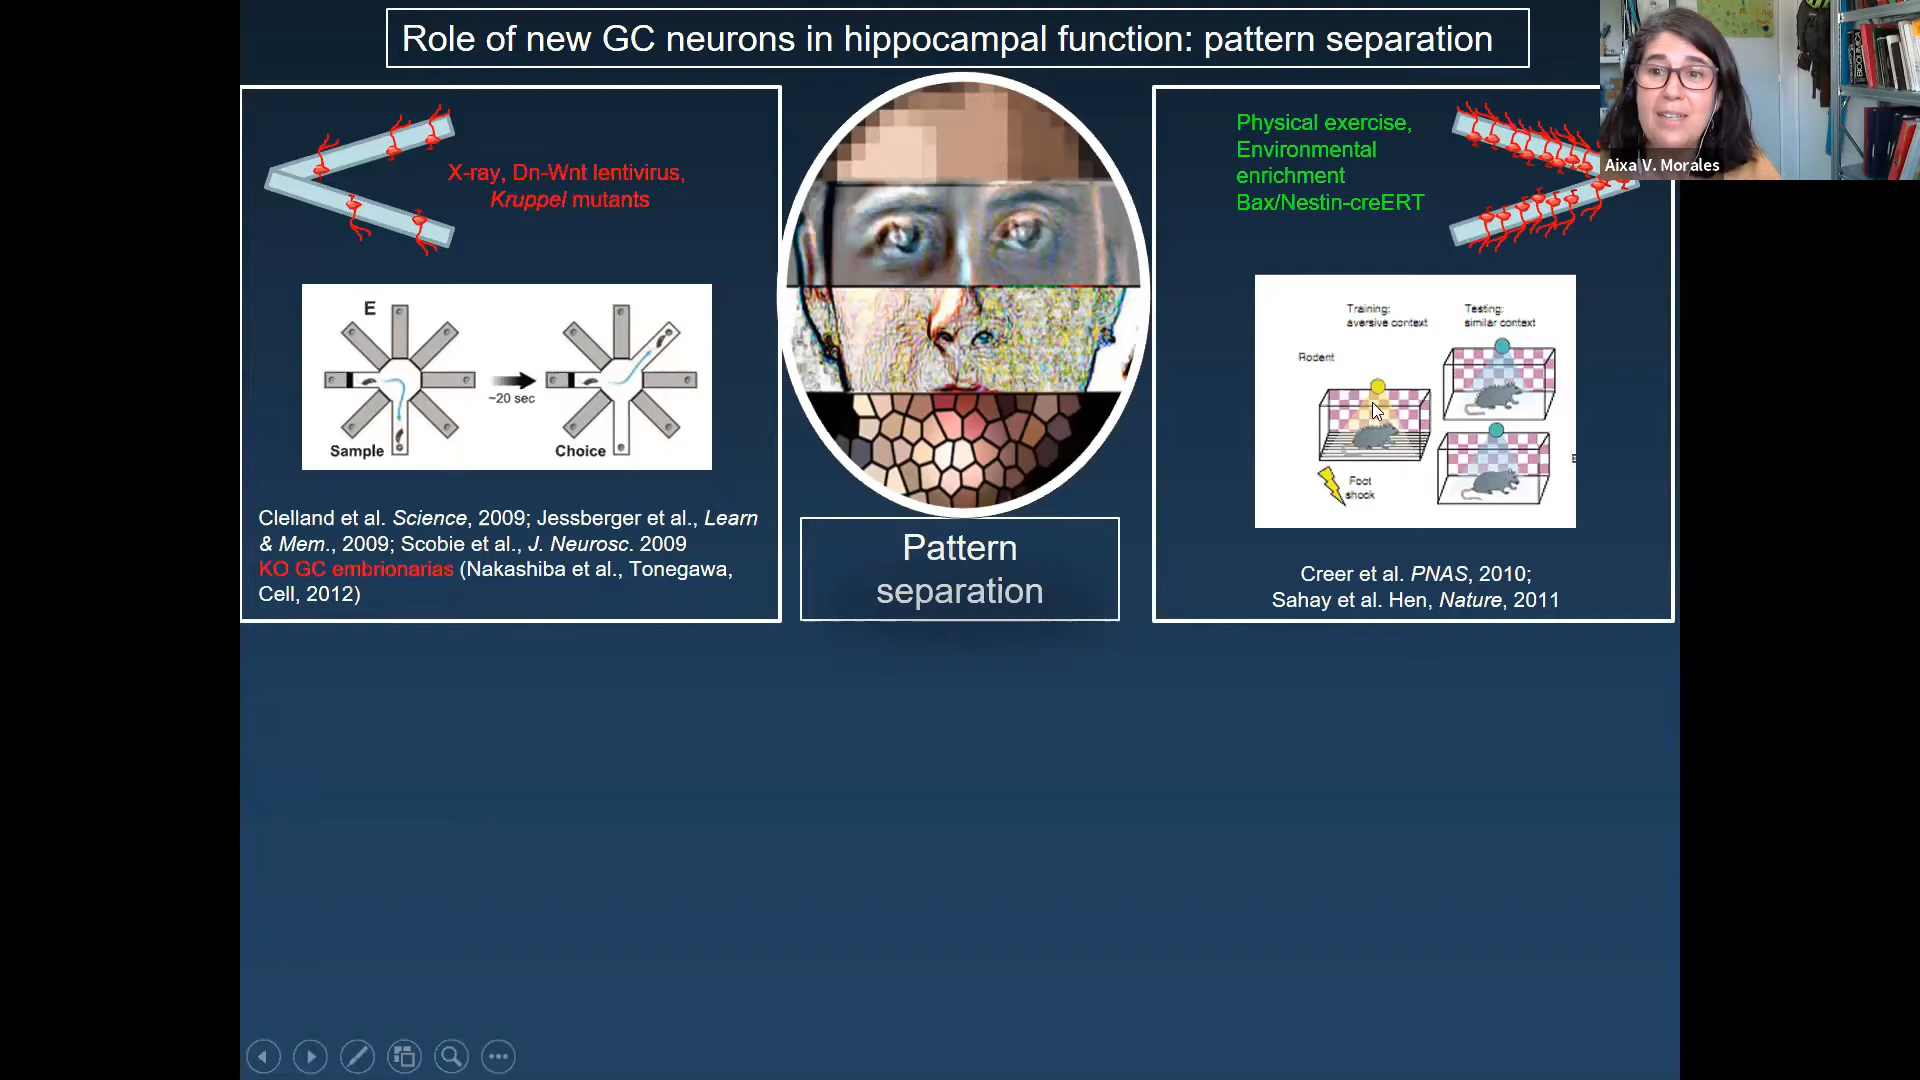 Role of new GC neurons in hippocampal function: pattern separation
X-ray, Dn-Wnt lentivirus,
Kruppel mutants
E
~20 sec
Sample
Choice
Clelland et al. Science, 2009; Jessberger et al., Learn
& Mem., 2009; Scobie et al., J. Neurosc. 2009
KO GC embrionarias (Nakashiba et al., Tonegawa,
Cell, 2012)
Pattern
separation
Physical exercise,
Environmental
enrichment
Bax/Nestin-creERT
Training:
aversive context
Testing:
similar context
Rodent
Foot
shock
Creer et al. PNAS, 2010;
Sahay et al. Hen, Nature, 2011
Aixa V. Morales
BIOQUIMICA